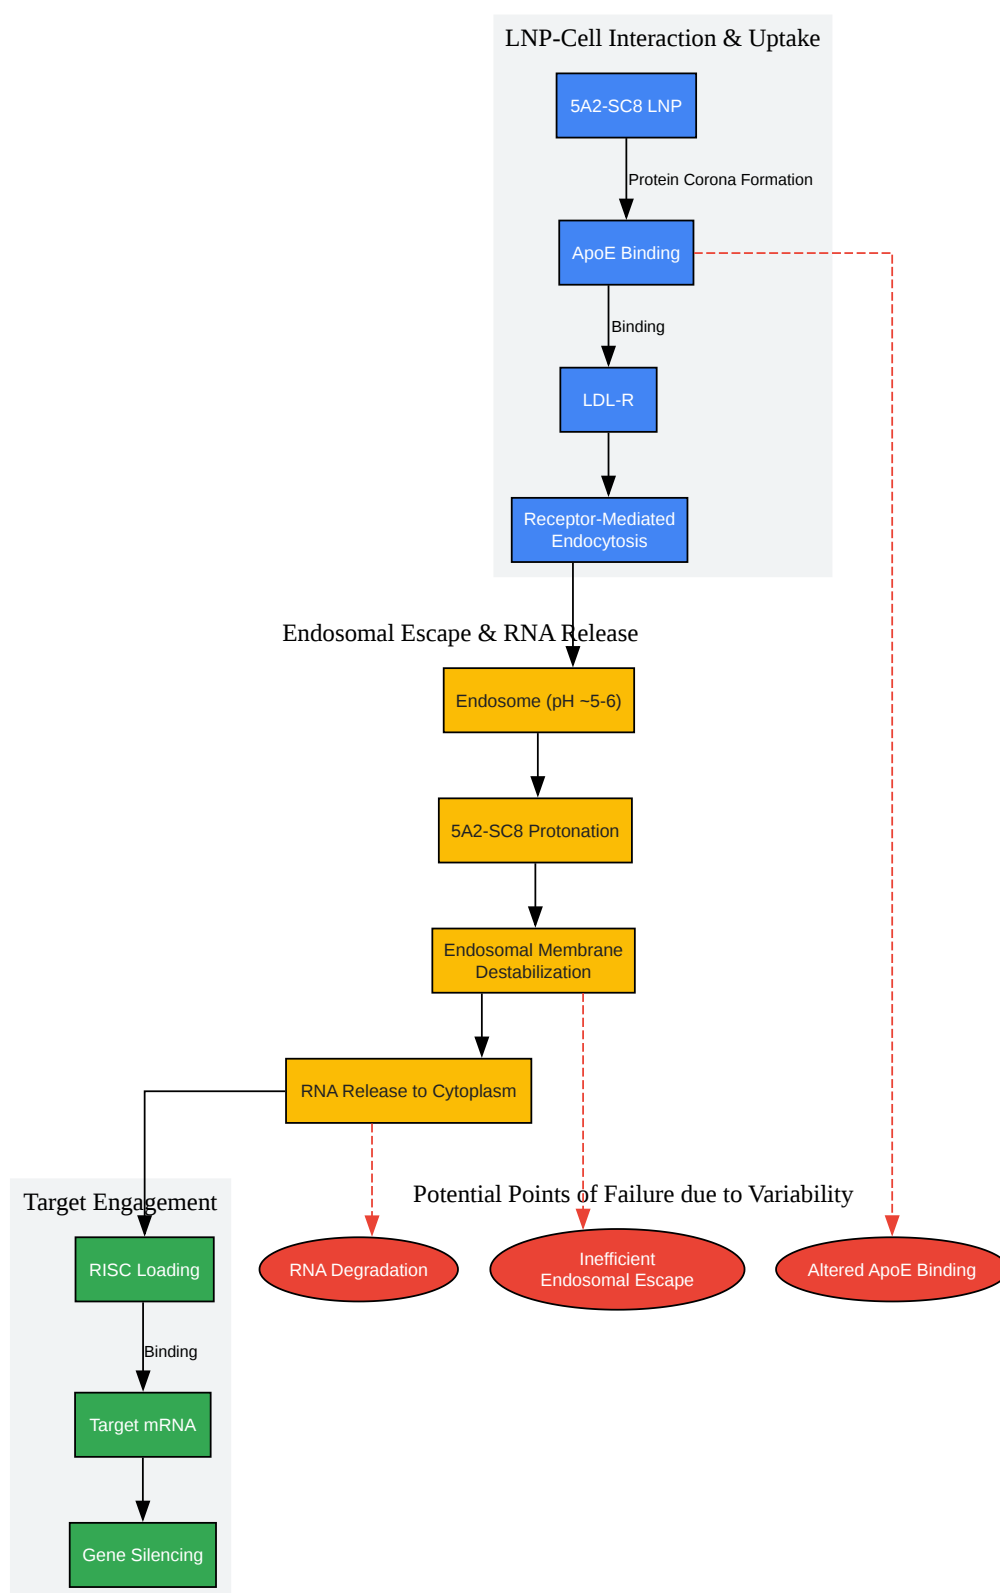 LNP-Cell Interaction & Uptake
5A2-SC8 LNP
Protein Corona Formation
ApoE Binding
Binding
LDL-R
Receptor-Mediated
Endocytosis
Endosomal Escape & RNA Release
Endosome (pH ~5-6)
5A2-SC8 Protonation
Endosomal Membrane
Destabilization
RNA Release to Cytoplasm
Target Engagement
Potential Points of Failure due to Variability
RISC Loading
RNA Degradation
Inefficient
Endosomal Escape
Altered ApoE Binding
Binding
Target mRNA
Gene Silencing